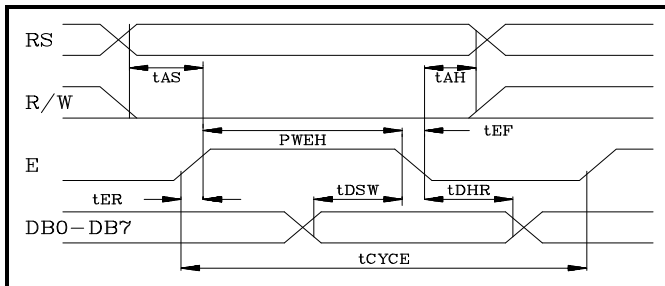 RS
tAS
tAH
R/W
PWEH
tEF
E
tER
tDSW
tDHR
DB0-DB7
tCYCE